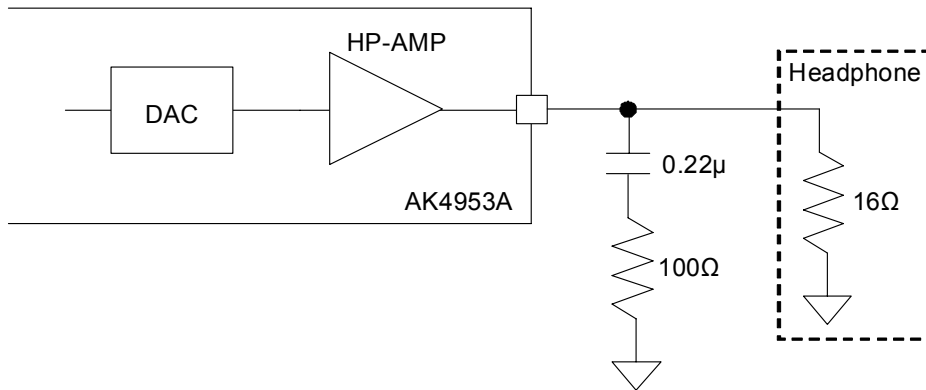 HP-AMP
Headphone
DAC
0.22µ
AK4953A
16Ω
100Ω